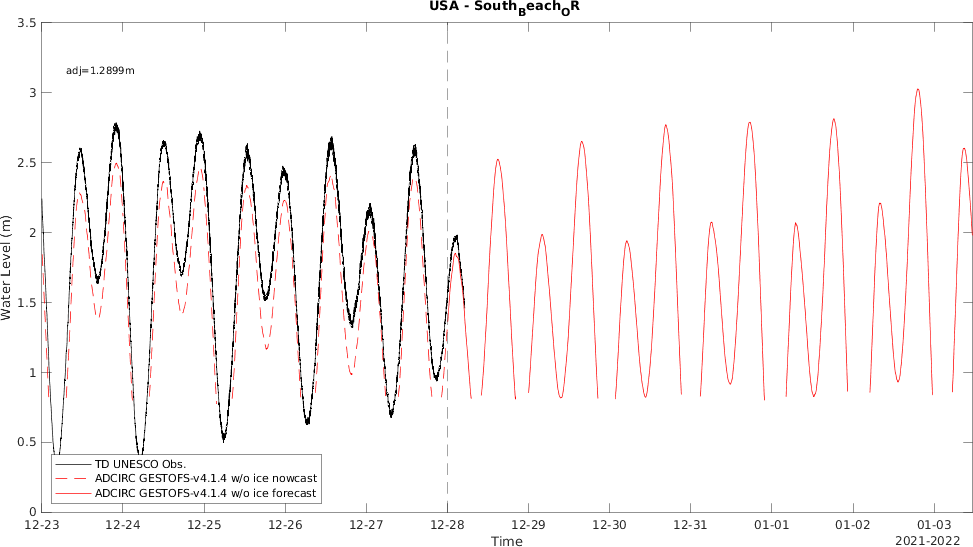 USA - South_Beach_OR
3.5
adj=1.2899m
3
2.5
2
Water Level (m)
1.5
1
0.5
TD UNESCO Obs.
ADCIRC GESTOFS-v4.1.4 w/o ice nowcast
ADCIRC GESTOFS-v4.1.4 w/o ice forecast
0
12-23 12-24 12-25 12-26 12-27 12-28 12-29 12-30 12-31 01-01 01-02 01-03
Time
2021-2022